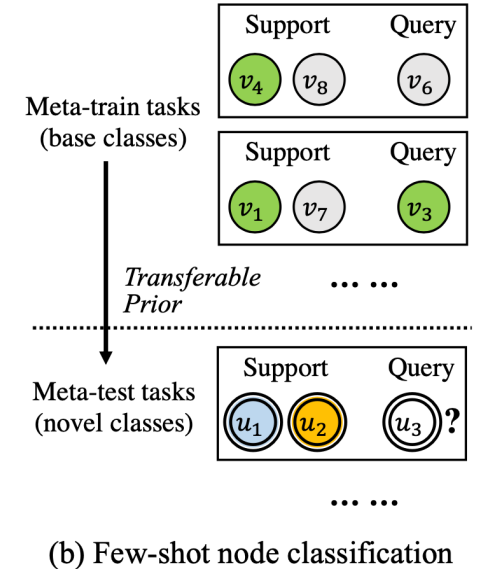 Support Query
v4 v8 v6
Meta-train tasks
(base classes)
Support Query
v1 v7 v3
Transferable
Prior
... ...
Support Query
Meta-test tasks
(novel classes)
u1 u2 u3 ?
... ...
(b) Few-shot node classification